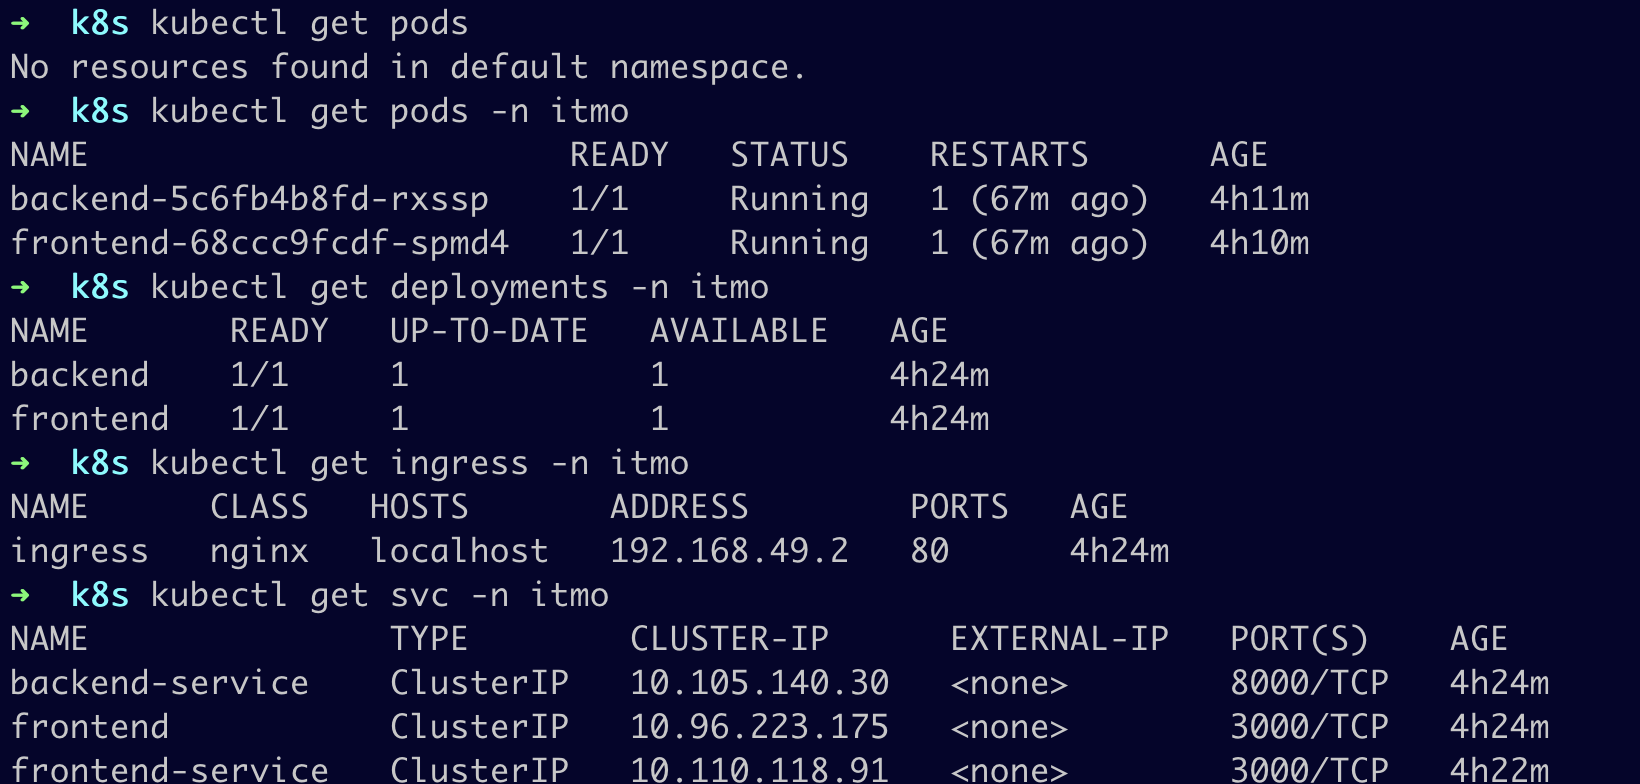 ➜  k8s kubectl get pods
No resources found in default namespace.
➜  k8s kubectl get pods -n itmo
NAME                        READY   STATUS    RESTARTS      AGE
backend-5c6fb4b8fd-rxssp    1/1     Running   1 (67m ago)   4h11m
frontend-68ccc9fcdf-spmd4   1/1     Running   1 (67m ago)   4h10m
➜  k8s kubectl get deployments -n itmo
NAME       READY   UP-TO-DATE   AVAILABLE   AGE
backend    1/1     1            1           4h24m
frontend   1/1     1            1           4h24m
➜  k8s kubectl get ingress -n itmo
NAME      CLASS   HOSTS       ADDRESS        PORTS   AGE
ingress   nginx   localhost   192.168.49.2   80      4h24m
➜  k8s kubectl get svc -n itmo
NAME               TYPE        CLUSTER-IP      EXTERNAL-IP   PORT(S)    AGE
backend-service    ClusterIP   10.105.140.30   <none>        8000/TCP   4h24m
frontend           ClusterIP   10.96.223.175   <none>        3000/TCP   4h24m
frontend-service   ClusterIP   10.110.118.91   <none>        3000/TCP   4h22m